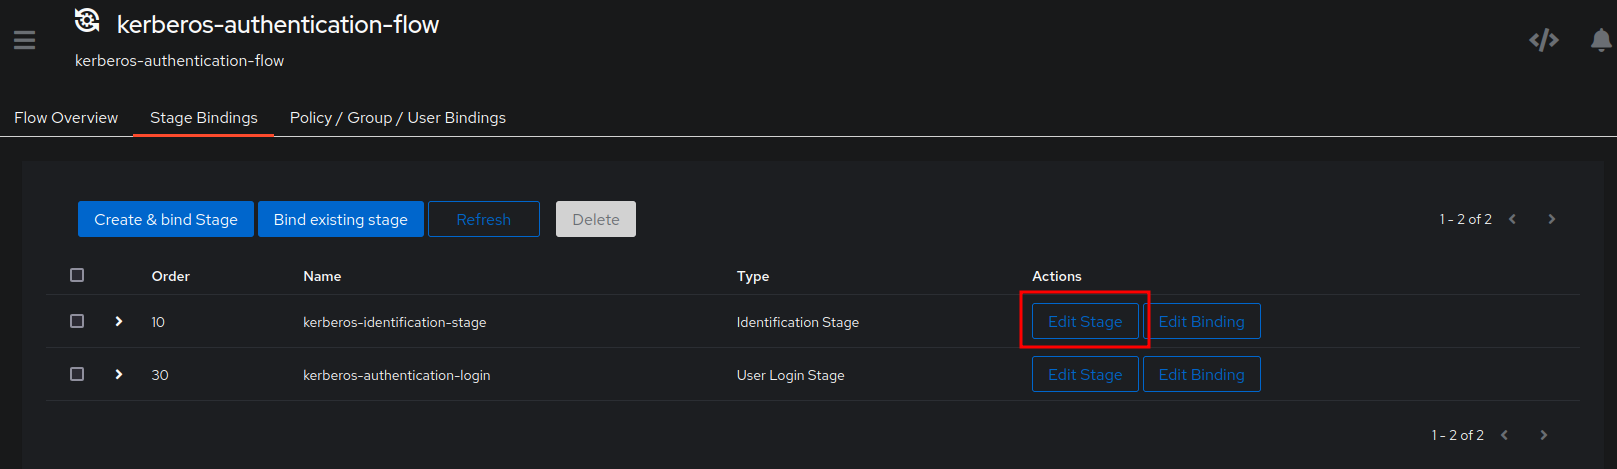 kerberos-authentication-flow
kerberos-authentication-flow
Flow Overview Stage Bindings Policy / Group / User Bindings
Create & bind Stage Bind existing stage Refresh Delete 1 - 2 of 2
Order Name Type Actions
10 kerberos-identification-stage Identification Stage Edit Stage Edit Binding
30 kerberos-authentication-login User Login Stage Edit Stage Edit Binding
1 - 2 of 2